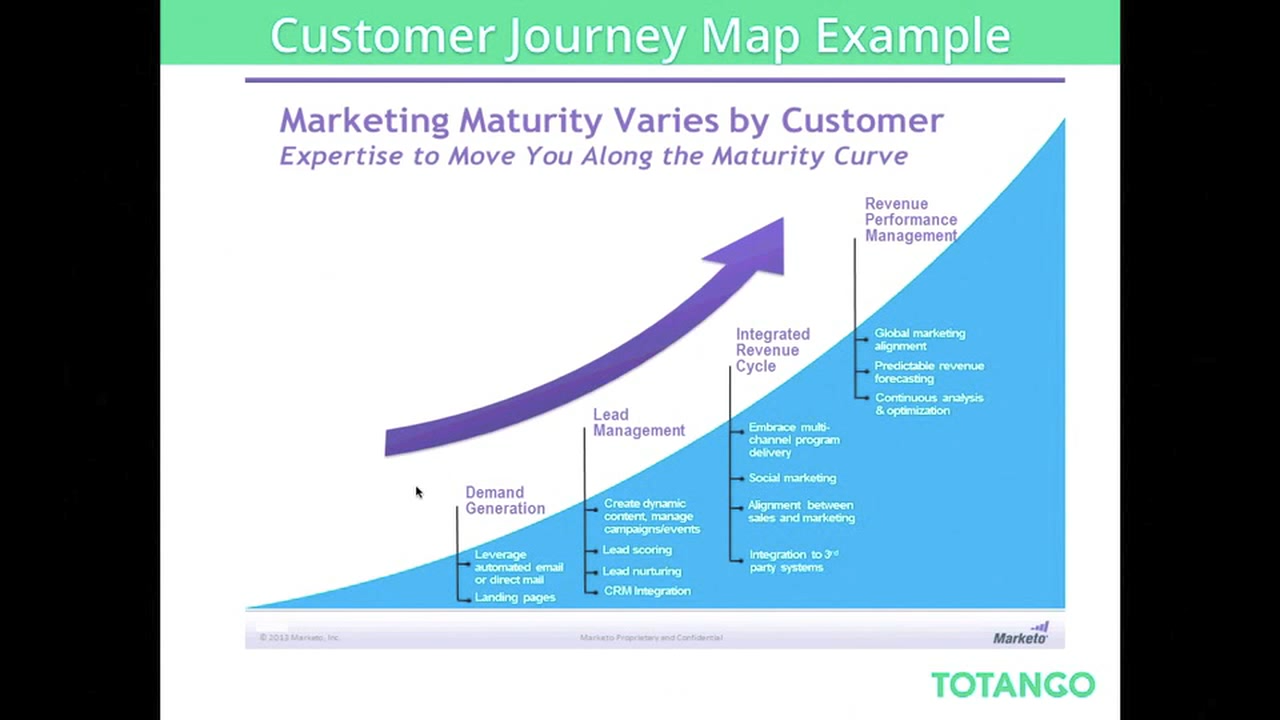 Customer Journey Map Example
Marketing Maturity Varies by Customer
Expertise to Move You Along the Maturity Curve
Revenue
Performance
Management
Global marketing
alignment
Predictable revenue
forecasting
Continuous analysis
& optimization
Integrated
Revenue
Cycle
Embrace multi-
channel program
delivery
Social marketing
Alignment between
sales and marketing
Integration to 3rd
party systems
Lead
Management
Create dynamic
content, manage
campaigns/events
Lead scoring
Lead nurturing
CRM Integration
Demand
Generation
Leverage
automated email
or direct mail
Landing pages
© 2013 Marketo, Inc.
Marketo Proprietary and Confidential
Marketo
TOTANGO